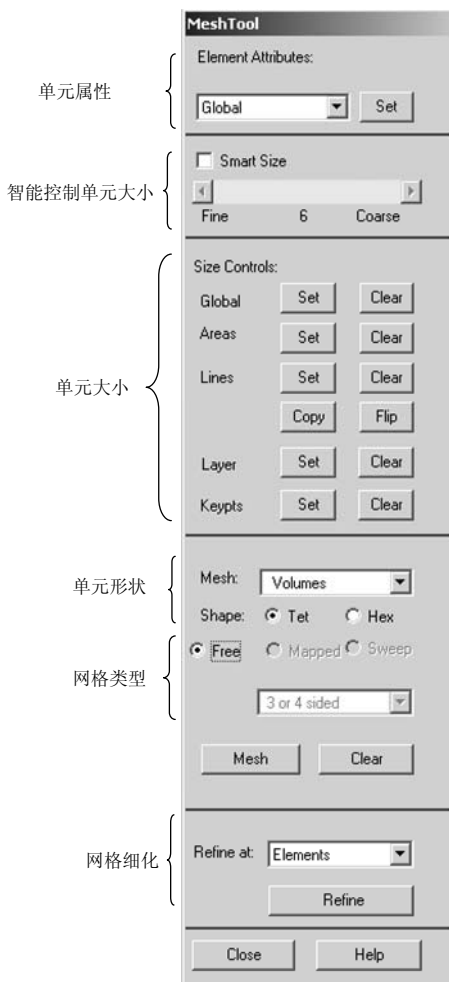 MeshTool
Element Attributes:
单元属性
Global Set
Smart Size
智能控制单元大小
Fine 6 Coarse
Size Controls:
Global Set Clear
Areas Set Clear
Lines Set Clear
单元大小
Copy Flip
Layer Set Clear
Keypts Set Clear
单元形状
Mesh: Volumes
Shape: Tet Hex
Free Mapped Sweep
网格类型
3 or 4 sided
Mesh Clear
网格细化
Refine at: Elements
Refine
Close Help